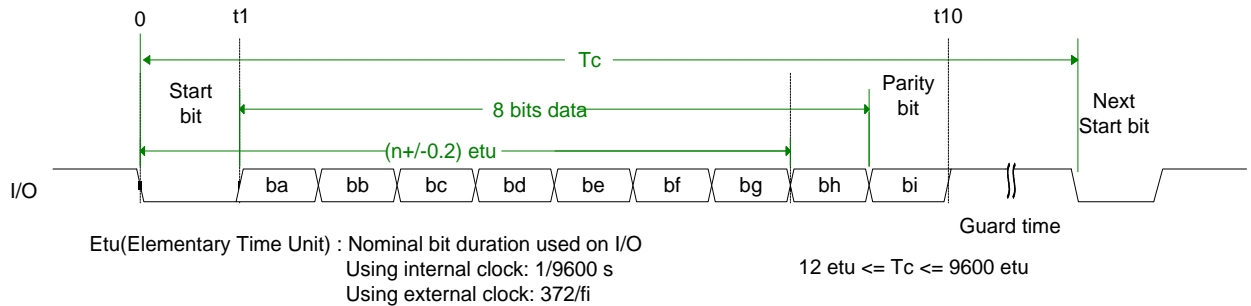 0
t1
t10
Tc
Start
bit
Parity
bit
8 bits data
Next
Start bit
(n+/-0.2) etu
I/O
ba
bb
bc
bd
be
bf
bg
bh
bi
Guard time
Etu(Elementary Time Unit) : Nominal bit duration used on I/O
Using internal clock: 1/9600 s
12 etu <= Tc <= 9600 etu
Using external clock: 372/fi